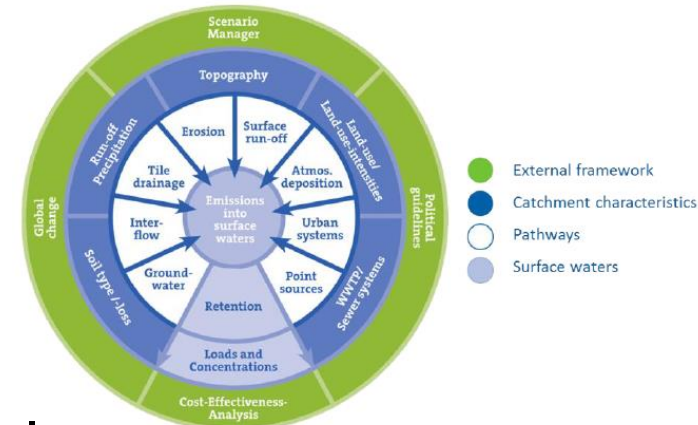 Scenario
Manager
Topography
Run-off
Precipitation
Land-use/
Land-use-intensities
Erosion
Surface
run-off
Tile
drainage
Atmos.
deposition
Emissions
into
surface
waters
Global
change
Political
guidelines
Inter-
flow
Urban
systems
Ground-
water
Point
sources
Soil type /-loss
WWTP/
Sewer systems
Retention
Loads and
Concentrations
Cost-Effectiveness-
Analysis
External framework
Catchment characteristics
Pathways
Surface waters